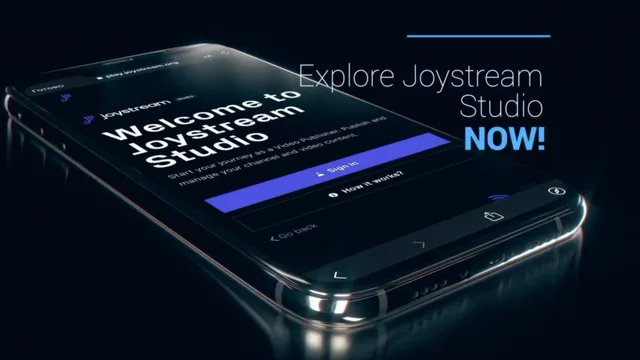 Explore Joystream
Studio
NOW!
Готово
play.joystream.org
Joystream
Welcome to
Joystream
Studio
Start your journey as a Video Publisher. Publish and
manage your channel and video content.
Sign in
How it works?
Go back